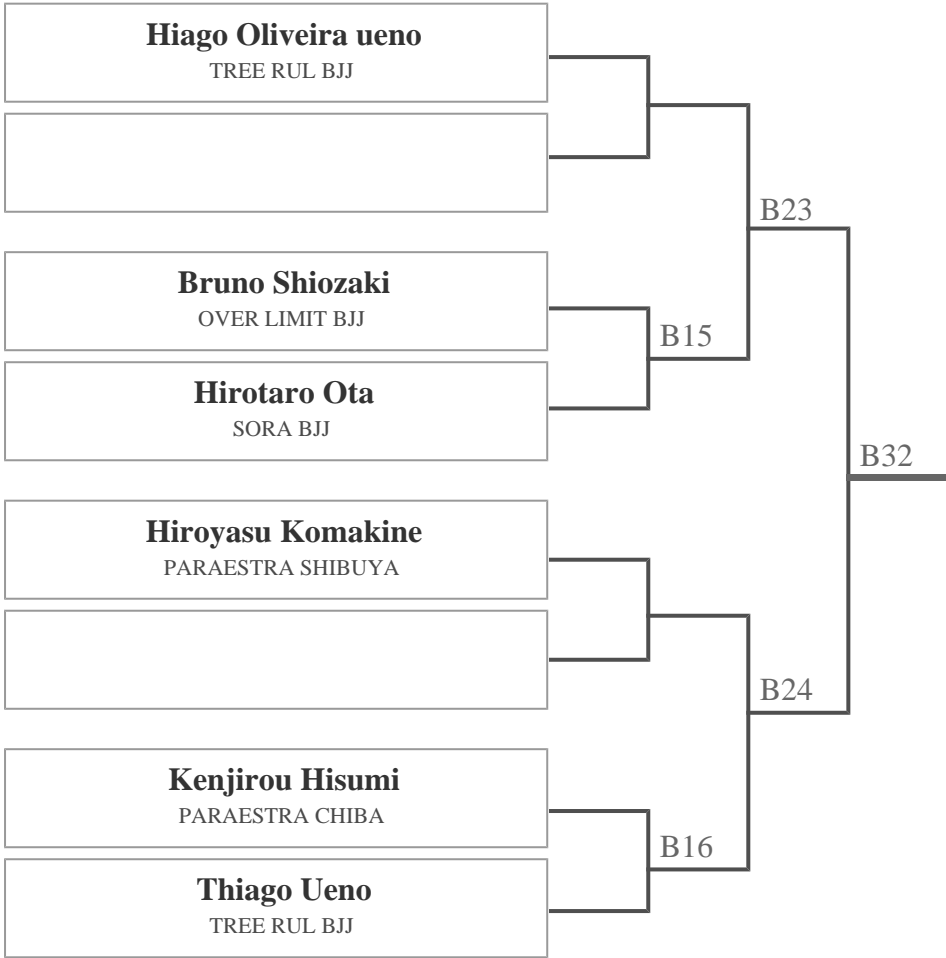 Hiago Oliveira ueno
TREE RUL BJJ
B23
Bruno Shiozaki
OVER LIMIT BJJ
B15
Hirotaro Ota
SORA BJJ
B32
Hiroyasu Komakine
PARAESTRA SHIBUYA
B24
Kenjirou Hisumi
PARAESTRA CHIBA
B16
Thiago Ueno
TREE RUL BJJ